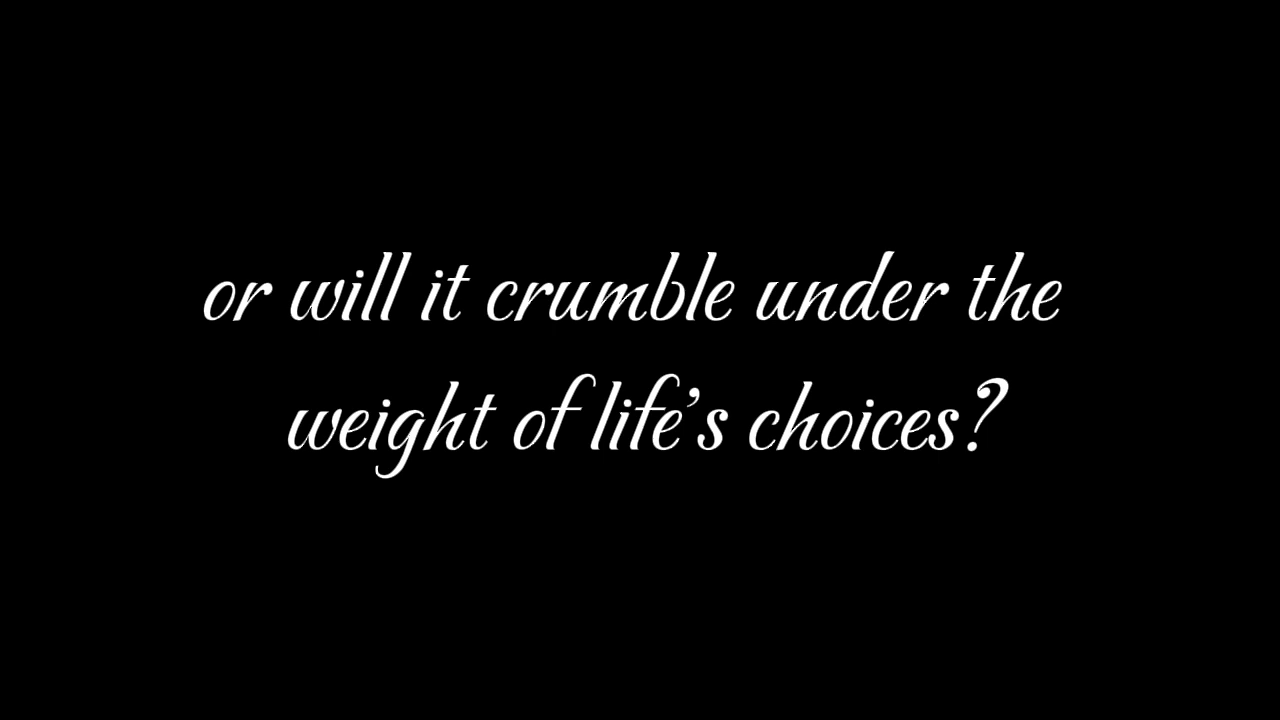 or will it crumble under the
weight of life’s choices?